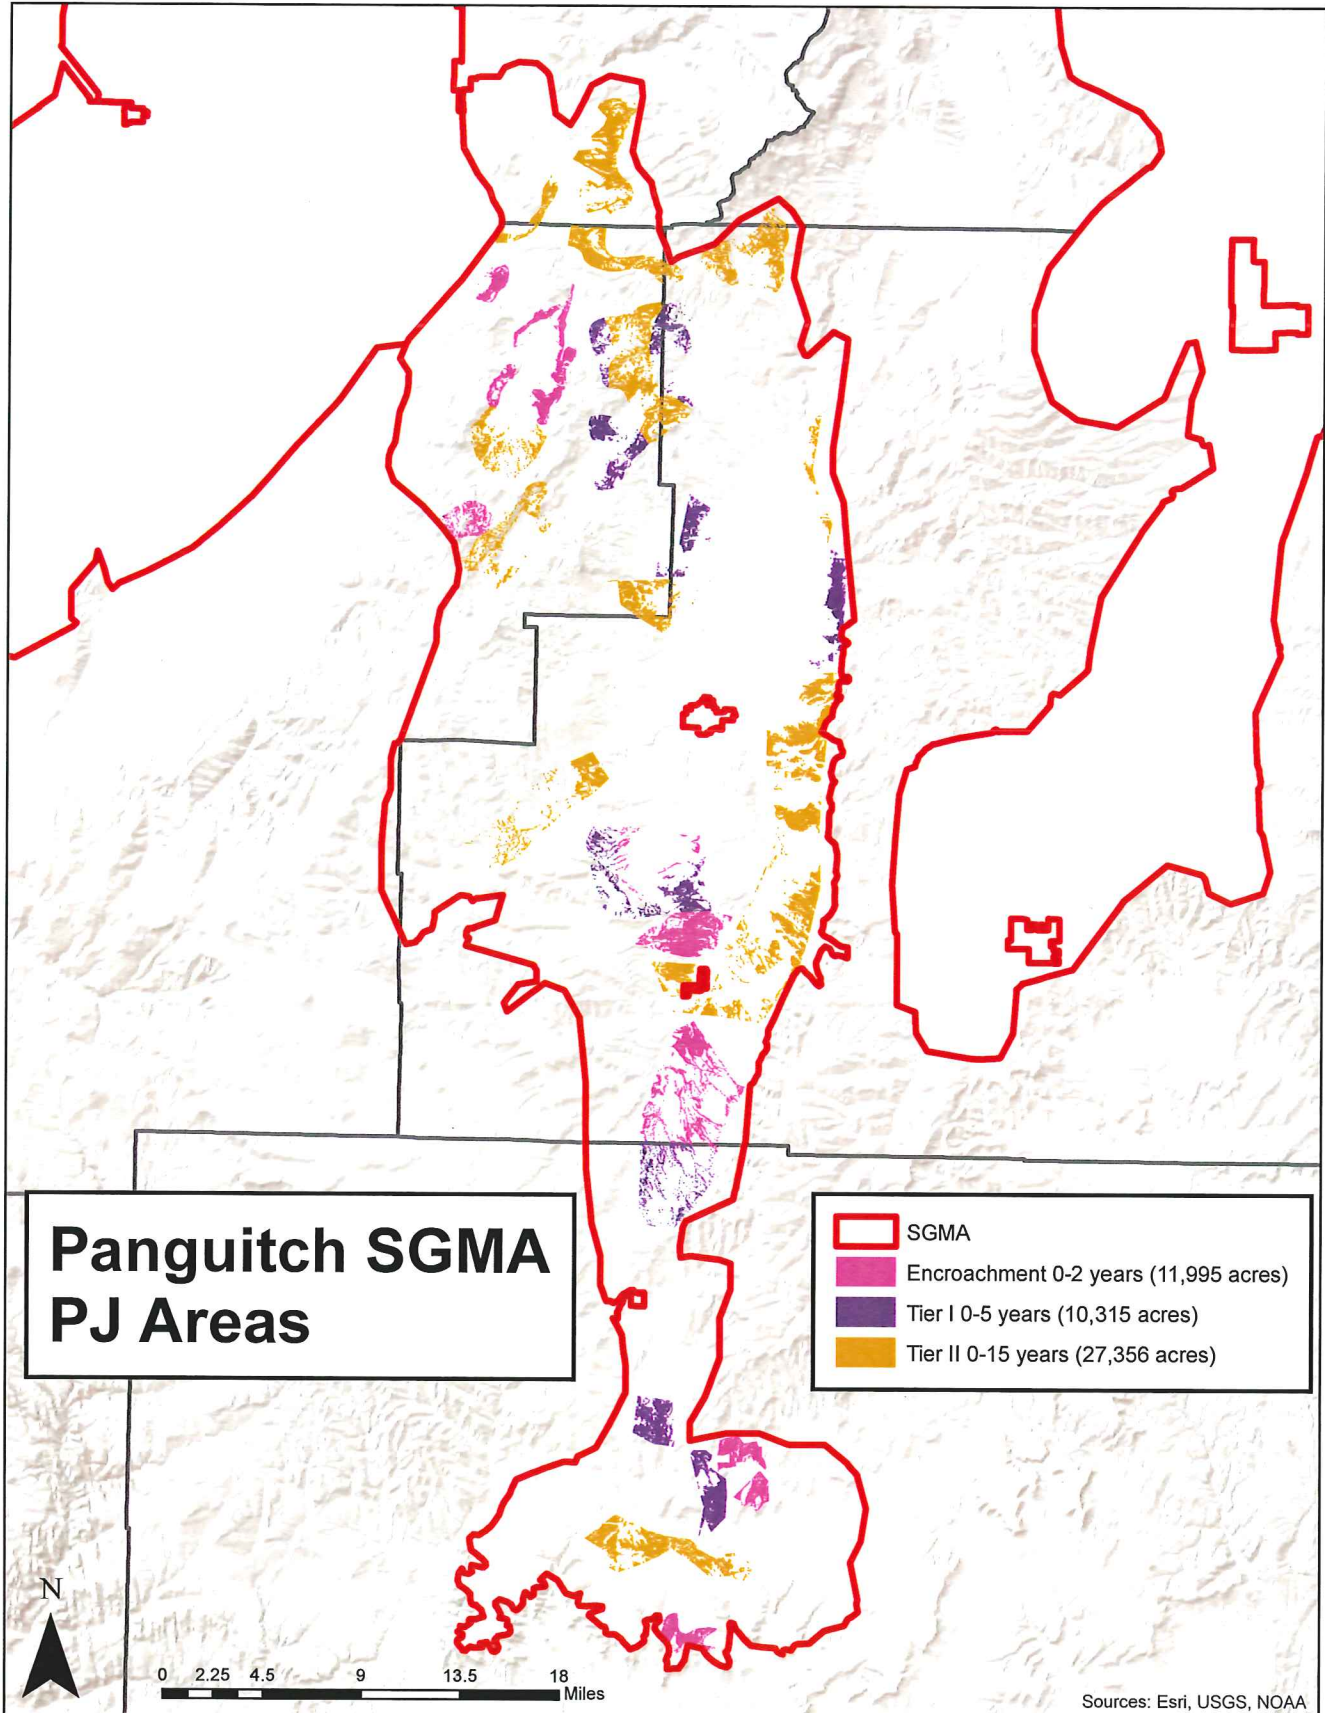 Panguitch SGMA
PJ Areas
SGMA
Encroachment 0-2 years (11,995 acres)
Tier I 0-5 years (10,315 acres)
Tier II 0-15 years (27,356 acres)
N
0 2.25 4.5 9 13.5 18
Miles
Sources: Esri, USGS, NOAA